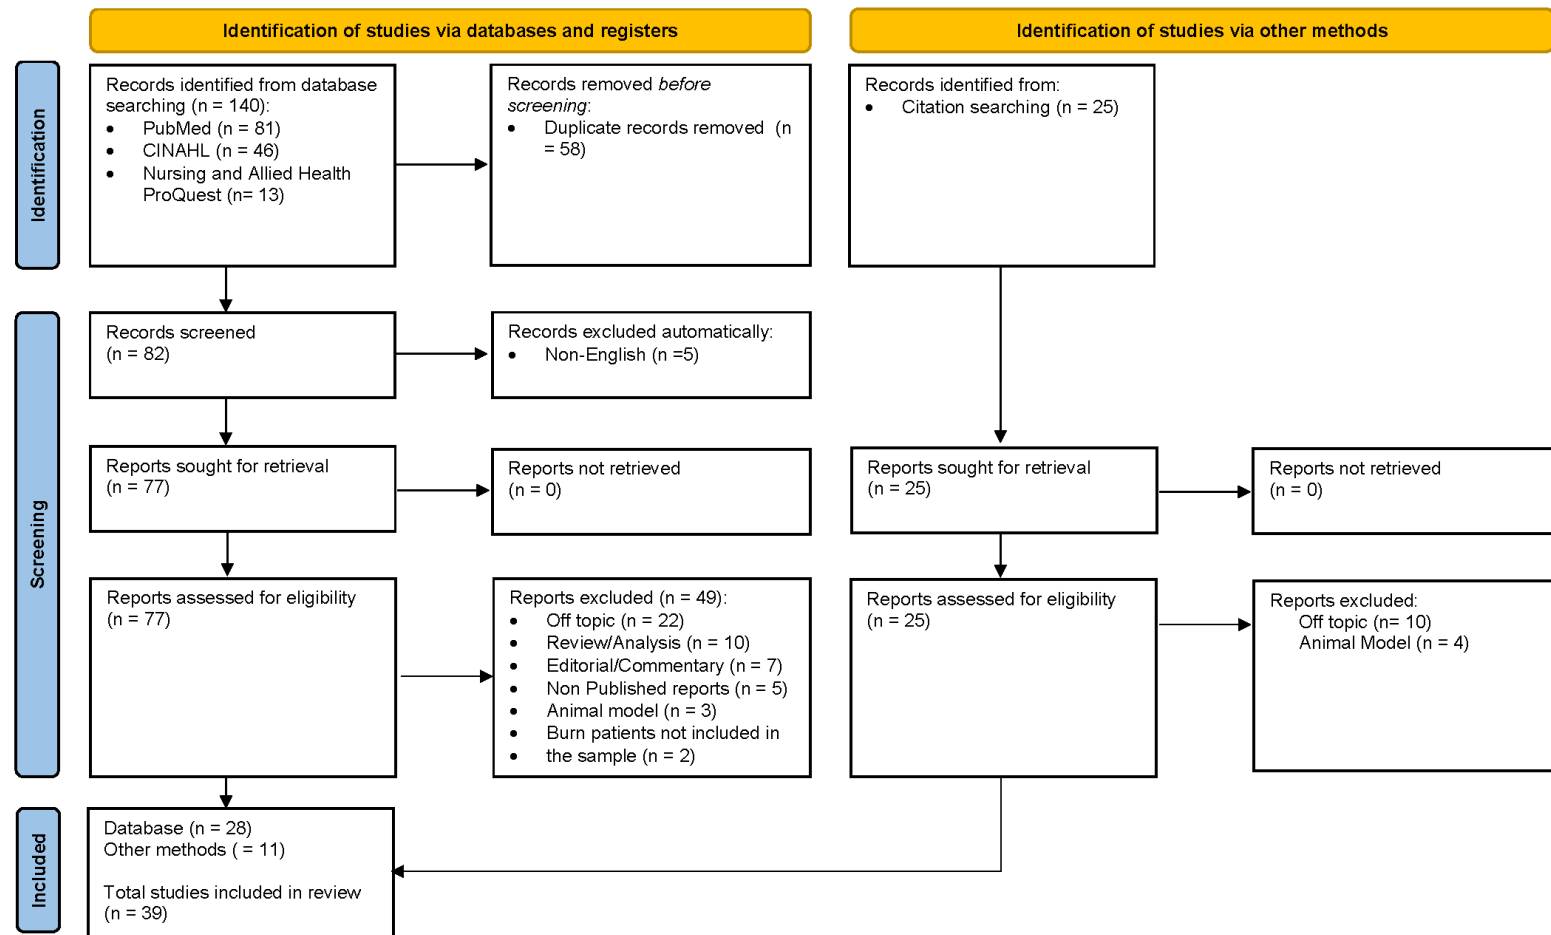 Identification of studies via databases and registers
Identification of studies via other methods
Identification
Records identified from database
searching (n = 140):
• PubMed (n = 81)
• CINAHL (n = 46)
• Nursing and Allied Health
ProQuest (n= 13)
Records removed before
screening:
• Duplicate records removed (n
= 58)
Records identified from:
• Citation searching (n = 25)
Screening
Records screened
(n = 82)
Records excluded automatically:
• Non-English (n =5)
Reports sought for retrieval
(n = 77)
Reports not retrieved
(n = 0)
Reports sought for retrieval
(n = 25)
Reports not retrieved
(n = 0)
Reports assessed for eligibility
(n = 77)
Reports excluded (n = 49):
• Off topic (n = 22)
• Review/Analysis (n = 10)
• Editorial/Commentary (n = 7)
• Non Published reports (n = 5)
• Animal model (n = 3)
• Burn patients not included in
• the sample (n = 2)
Reports assessed for eligibility
(n = 25)
Reports excluded:
Off topic (n= 10)
Animal Model (n = 4)
Included
Database (n = 28)
Other methods ( = 11)
Total studies included in review
(n = 39)